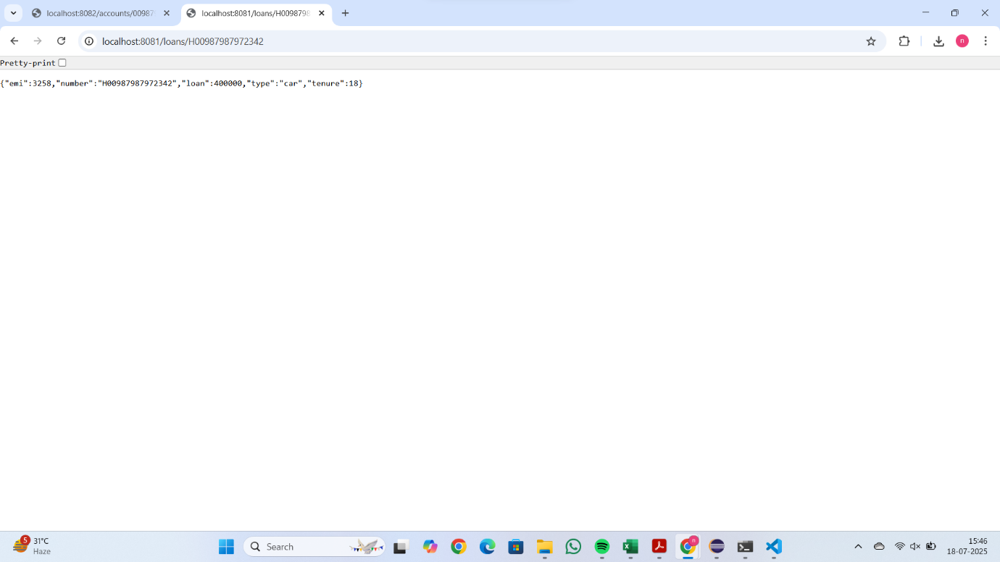 localhost:8082/accounts/00987
localhost:8081/loans/H0098798
localhost:8081/loans/H00987987972342
n
Pretty-print
{"emi":3258,"number":"H00987987972342","loan":400000,"type":"car","tenure":18}
5
31°C
Haze
Search
n
15:46
18-07-2025